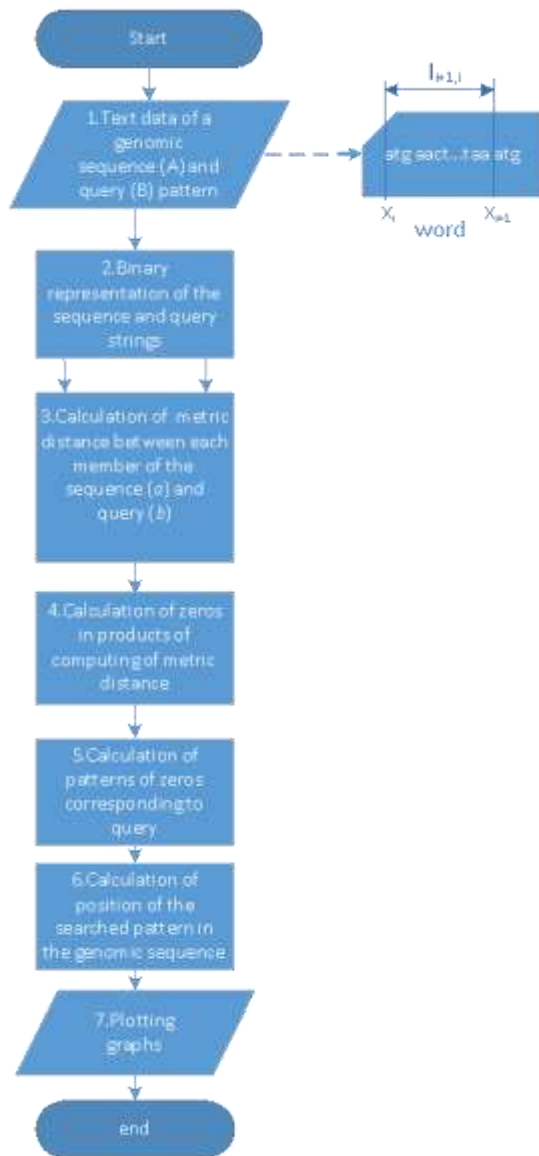 Start
1.Text data of a
genomic
sequence (A) and
query (B) pattern
l i+1,i
atg aact...taa atg
Xi
Xi+1
word
2.Binary
representation of the
sequence and query
strings
3.Calculation of metric
distance between each
member of the
sequence (a) and
query (b)
4.Calculation of zeros
in products of
computing of metric
distance
5.Calculation of
patterns of zeros
corresponding to
query
6.Calculation of
position of the
searched pattern in
the genomic sequence
7.Plotting
graphs
end